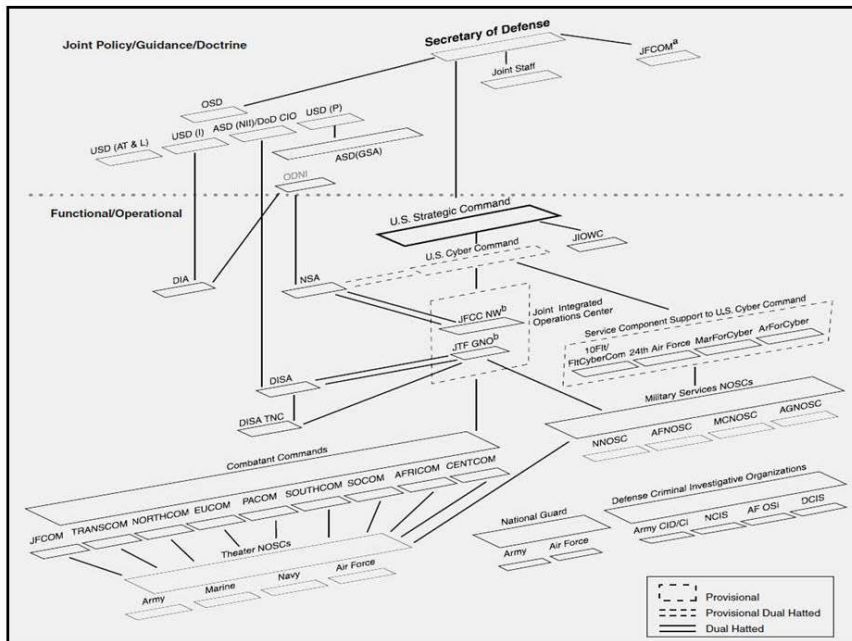 Joint Policy/Guidance/Doctrine
Secretary of Defense
JFCOMa
Joint Staff
OSD
USD (AT & L)
USD (I)
ASD (NII)/DoD CIO
USD (P)
ASD(GSA)
ODNI
Functional/Operational
U.S. Strategic Command
JIOWC
U.S. Cyber Command
DIA
NSA
JFCC NWb
Joint Integrated
Operations Center
JTF GNOb
Service Component Support to U.S. Cyber Command
10Flt/
FltCyberCom
24th Air Force
MarForCyber
ArForCyber
DISA
DISA TNC
Military Services NOSCs
NNOSC
AFNOSC
MCNOSC
AGNOSC
Combatant Commands
JFCOM
TRANSCOM
NORTHCOM
EUCOM
PACOM
SOUTHCOM
SOCOM
AFRICOM
CENTCOM
Theater NOSCs
Army
Marine
Navy
Air Force
National Guard
Army
Air Force
Defense Criminal Investigative Organizations
Army CID/CI
NCIS
AF OSI
DCIS
Provisional
Provisional Dual Hatted
Dual Hatted